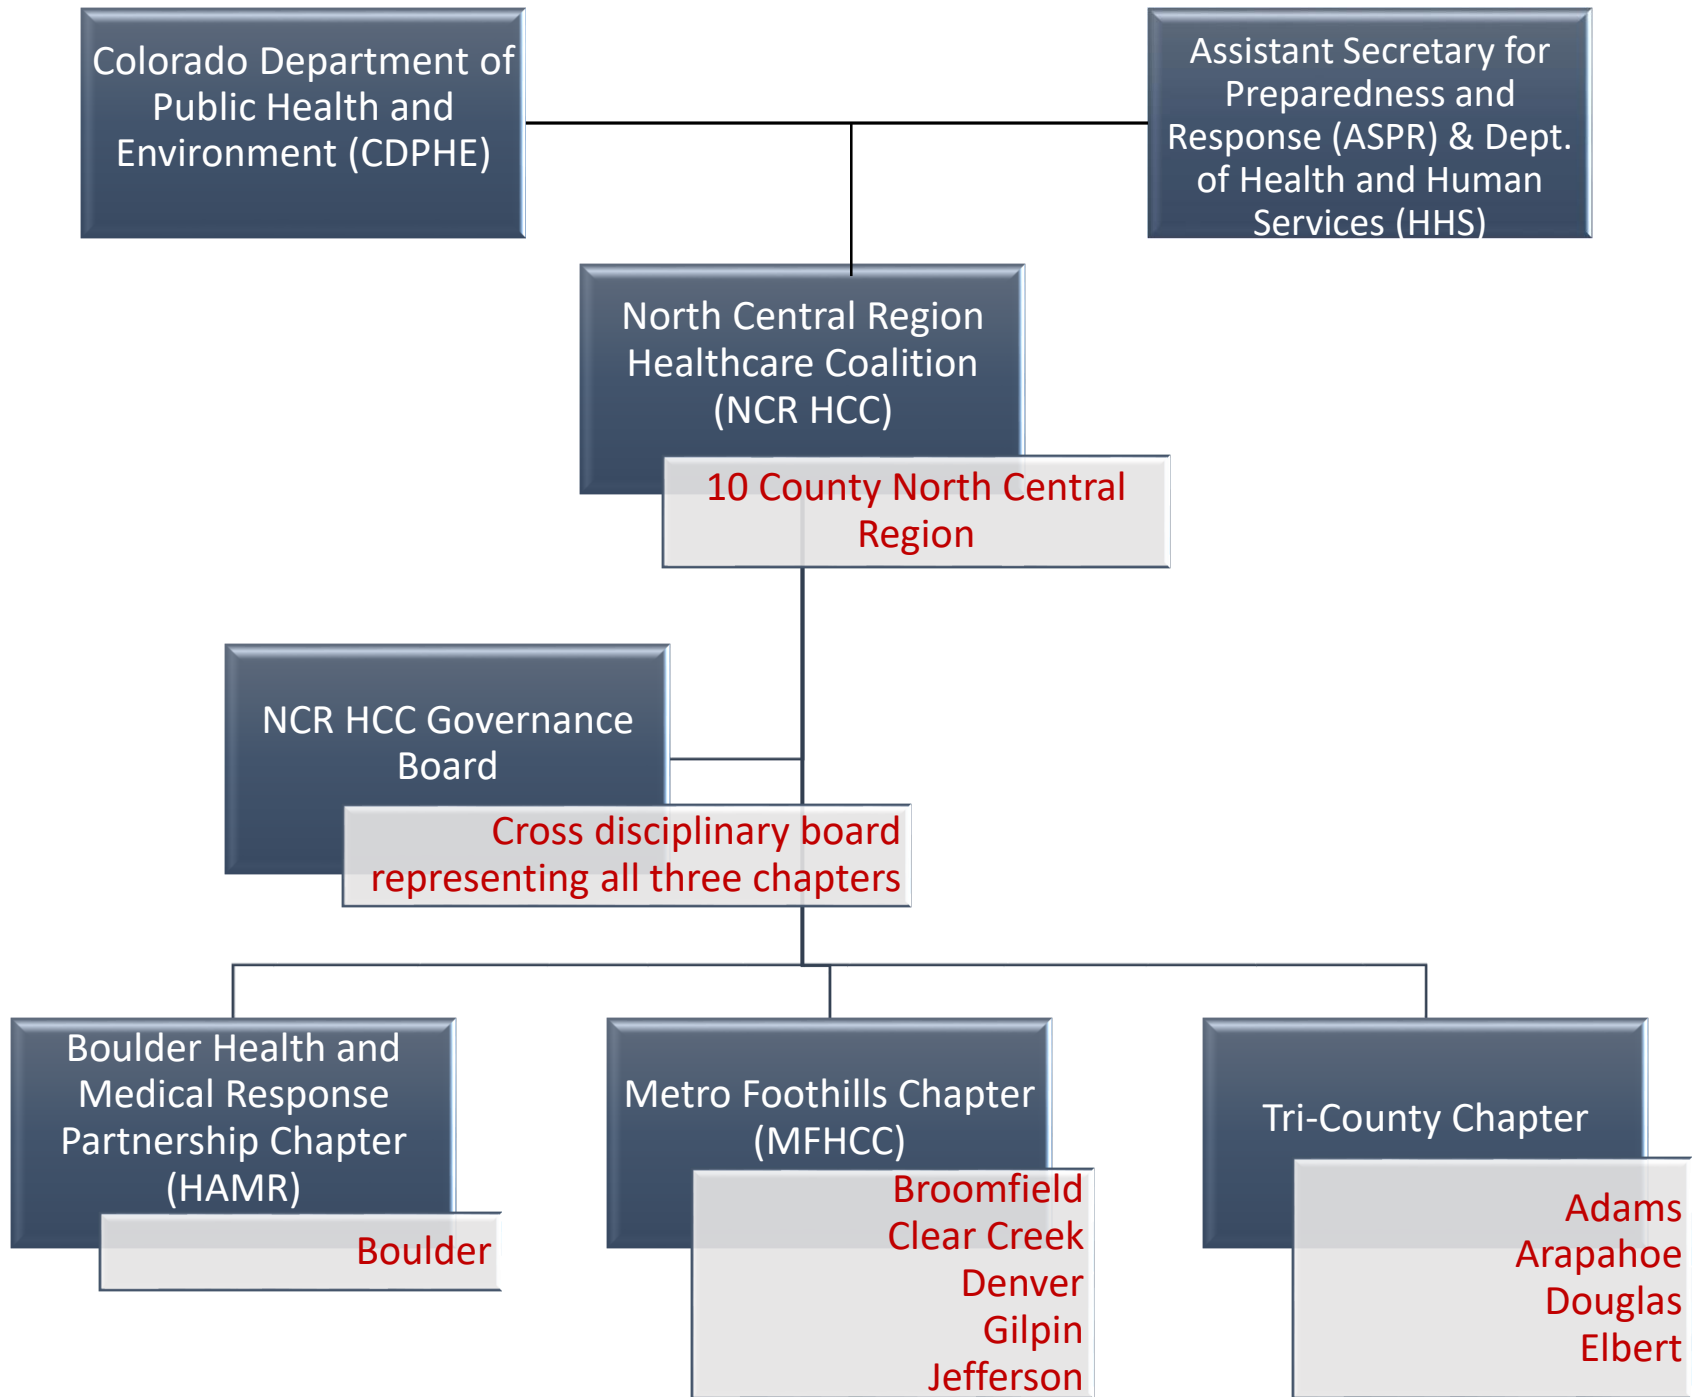 Colorado Department of
Public Health and
Environment (CDPHE)
Assistant Secretary for
Preparedness and
Response (ASPR) & Dept.
of Health and Human
Services (HHS)
North Central Region
Healthcare Coalition
(NCR HCC)
10 County North Central
Region
NCR HCC Governance
Board
Cross disciplinary board
representing all three chapters
Boulder Health and
Medical Response
Partnership Chapter
(HAMR)
Boulder
Metro Foothills Chapter
(MFHCC)
Broomfield
Clear Creek
Denver
Gilpin
Jefferson
Tri-County Chapter
Adams
Arapahoe
Douglas
Elbert